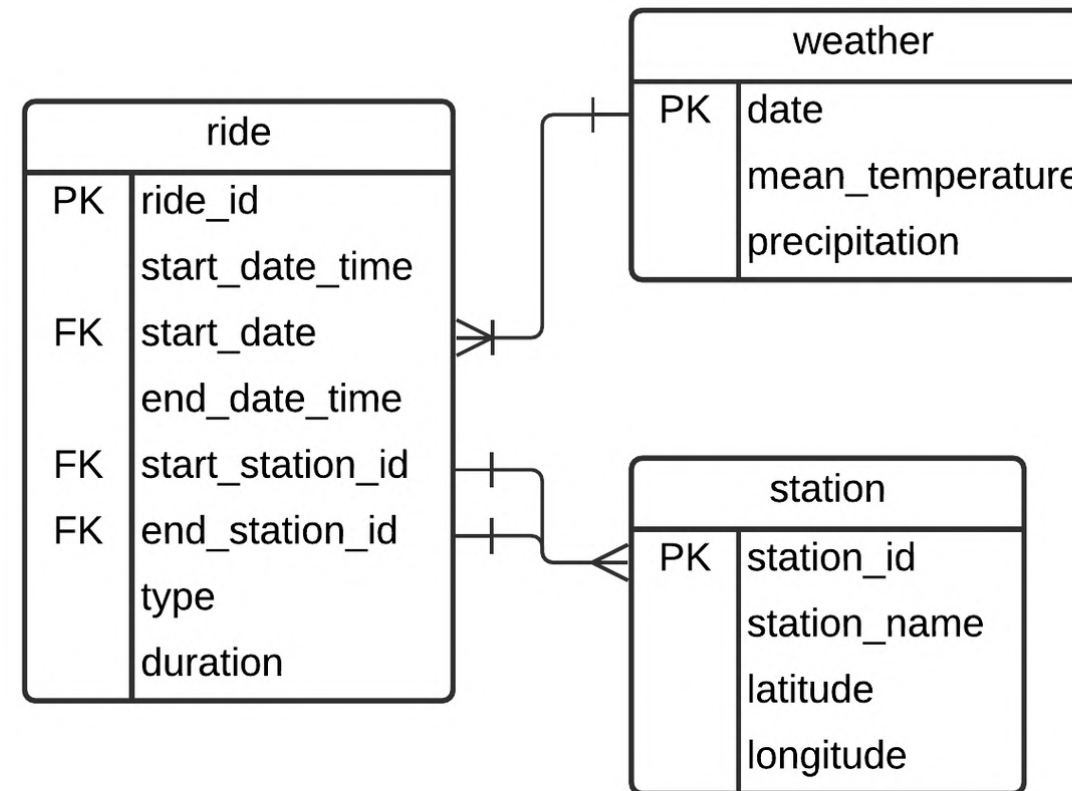 ride
PK ride_id
start_date_time
FK start_date
end_date_time
FK start_station_id
FK end_station_id
type
duration
weather
PK date
mean_temperature
precipitation
station
PK station_id
station_name
latitude
longitude